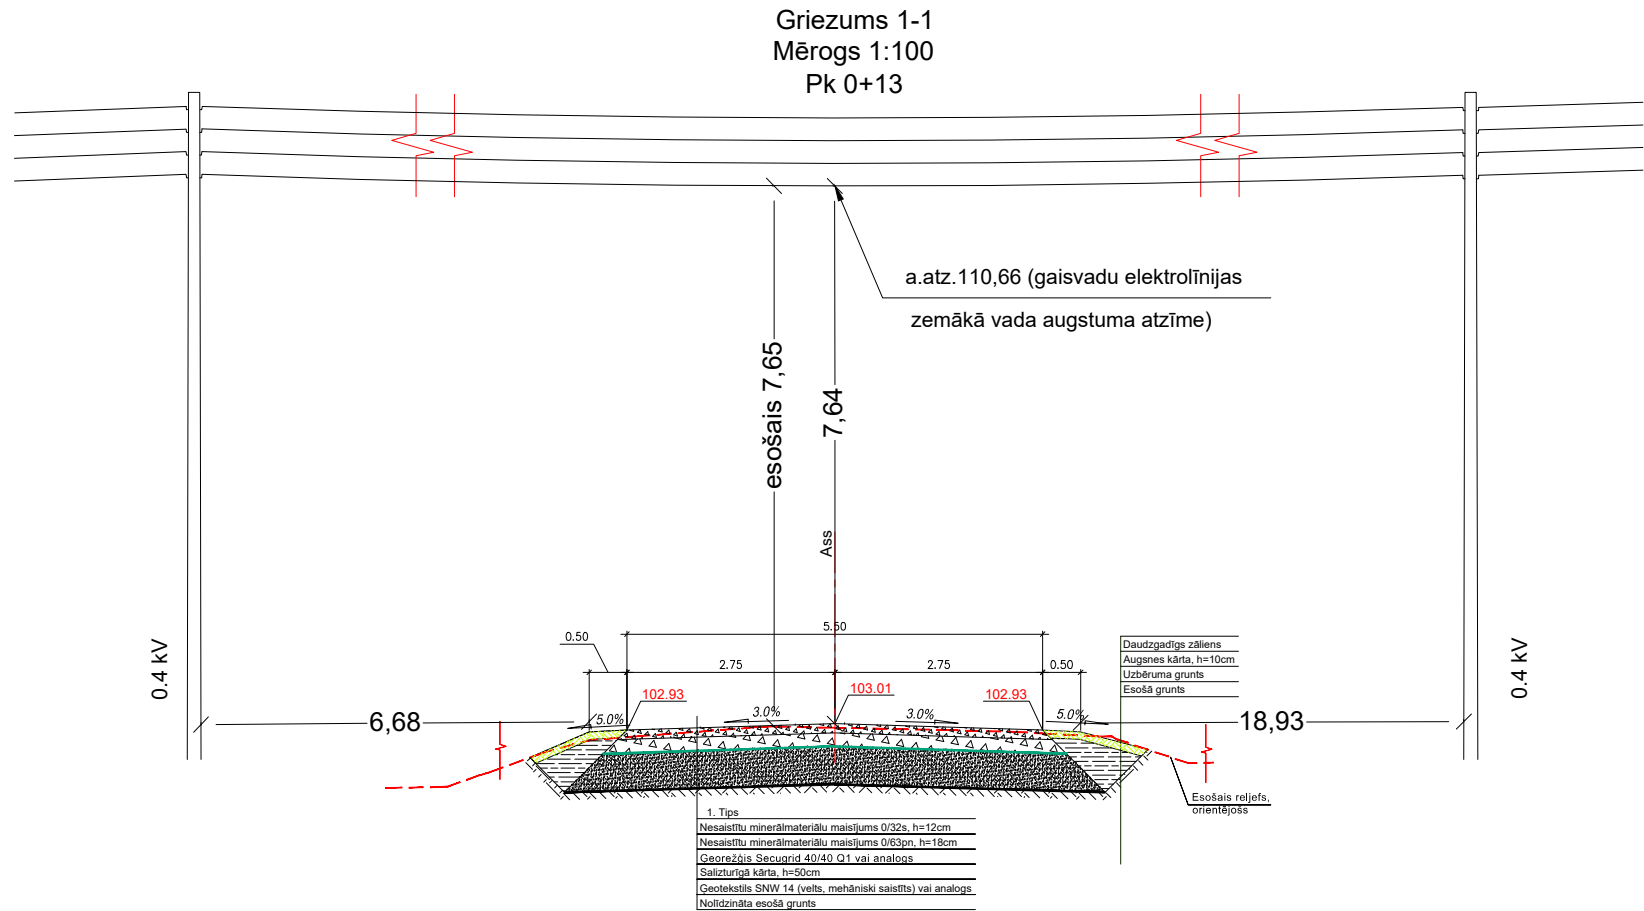 Griezums 1-1
Mērogs 1:100
Pk 0+13
a.atz.110,66 (gaisvadu elektrolīnijas
zemākā vada augstuma atzīme)
esošais 7,65
7,64
Ass
0.4 kV
0.4 kV
5.50
0.50
2.75
2.75
0.50
102.93
103.01
102.93
6,68
5.0%
3.0%
3.0%
5.0%
18,93
Daudzgadīgs zāliens
Augsnes kārta, h=10cm
Uzbēruma grunts
Esošā grunts
Esošais reljefs,
orientējošs
1. Tips
Nesaistītu minerālmateriālu maisījums 0/32s, h=12cm
Nesaistītu minerālmateriālu maisījums 0/63pn, h=18cm
Georežģis Secugrid 40/40 Q1 vai analogs
Salizturīgā kārta, h=50cm
Ģeotekstils SNW 14 (velts, mehāniski saistīts) vai analogs
Nolīdzināta esošā grunts